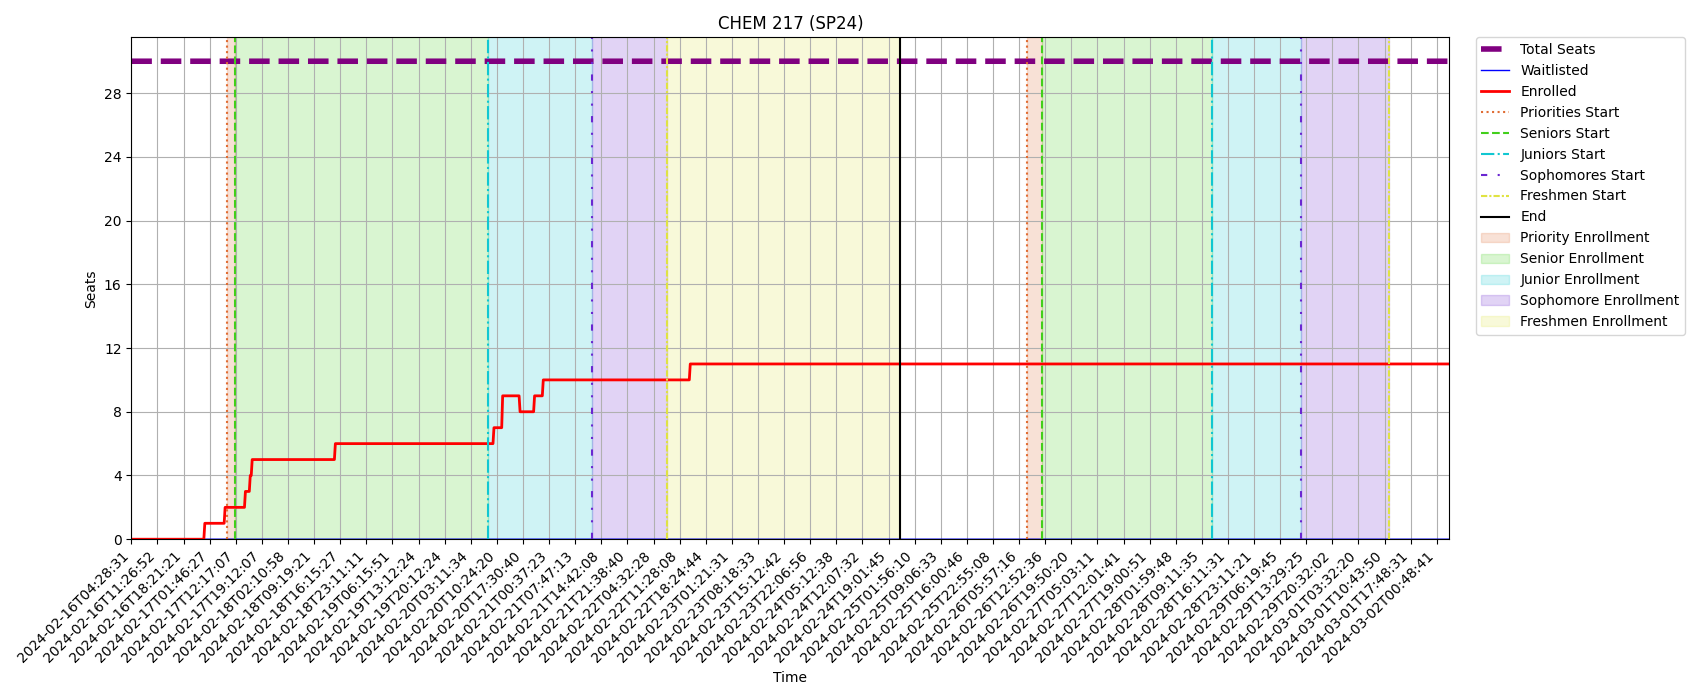 CHEM 217 (SP24)
Seats
28
24
20
16
12
8
4
0
2024-02-16T04:28:31
2024-02-16T11:26:52
2024-02-16T18:21:21
2024-02-17T01:46:27
2024-02-17T12:17:07
2024-02-17T19:12:07
2024-02-18T02:10:58
2024-02-18T09:19:21
2024-02-18T16:15:27
2024-02-18T23:11:11
2024-02-19T06:15:51
2024-02-19T13:12:24
2024-02-19T20:12:24
2024-02-20T03:11:34
2024-02-20T10:24:20
2024-02-20T17:30:40
2024-02-21T00:37:23
2024-02-21T07:47:13
2024-02-21T14:42:08
2024-02-21T21:38:40
2024-02-22T04:32:28
2024-02-22T11:28:08
2024-02-22T18:24:44
2024-02-23T01:21:31
2024-02-23T08:18:33
2024-02-23T15:12:42
2024-02-23T22:06:56
2024-02-24T05:12:38
2024-02-24T12:07:32
2024-02-24T19:01:45
2024-02-25T01:56:10
2024-02-25T09:06:33
2024-02-25T16:00:46
2024-02-25T22:55:08
2024-02-26T05:57:16
2024-02-26T12:52:36
2024-02-26T19:50:20
2024-02-27T05:03:11
2024-02-27T12:01:41
2024-02-27T19:00:51
2024-02-28T01:59:48
2024-02-28T09:11:35
2024-02-28T16:11:31
2024-02-28T23:11:21
2024-02-29T06:19:45
2024-02-29T13:29:25
2024-02-29T20:32:02
2024-03-01T03:32:20
2024-03-01T10:43:50
2024-03-01T17:48:31
2024-03-02T00:48:41
Time
Total Seats
Waitlisted
Enrolled
Priorities Start
Seniors Start
Juniors Start
Sophomores Start
Freshmen Start
End
Priority Enrollment
Senior Enrollment
Junior Enrollment
Sophomore Enrollment
Freshmen Enrollment